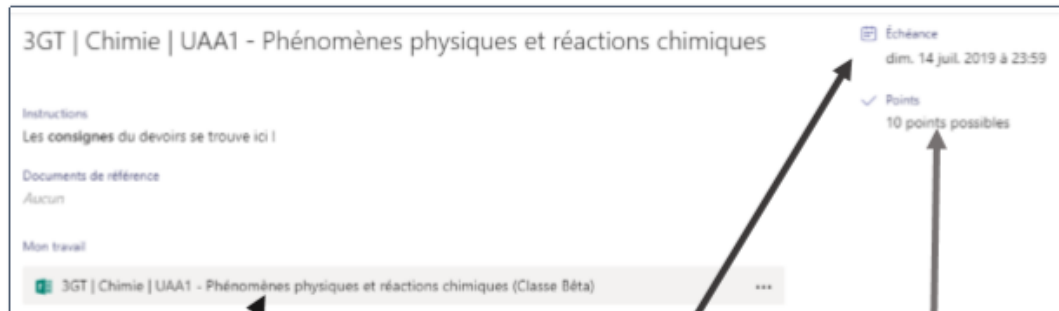 3GT | Chimie | UAA1 - Phénomènes physiques et réactions chimiques
Échéance
dim. 14 juil. 2019 à 23:59
Points
10 points possibles
Instructions
Les consignes du devoirs se trouve ici !
Documents de référence
Aucun
Mon travail
3GT | Chimie | UAA1 - Phénomènes physiques et réactions chimiques (Classe Bêta)